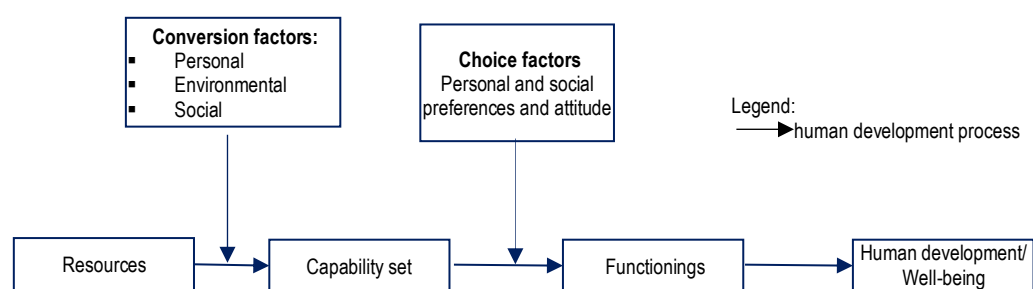 Conversion factors:
▪ Personal
▪ Environmental
▪ Social
Choice factors
Personal and social
preferences and attitude
Legend:
human development process
Resources
Capability set
Functionings
Human development/
Well-being